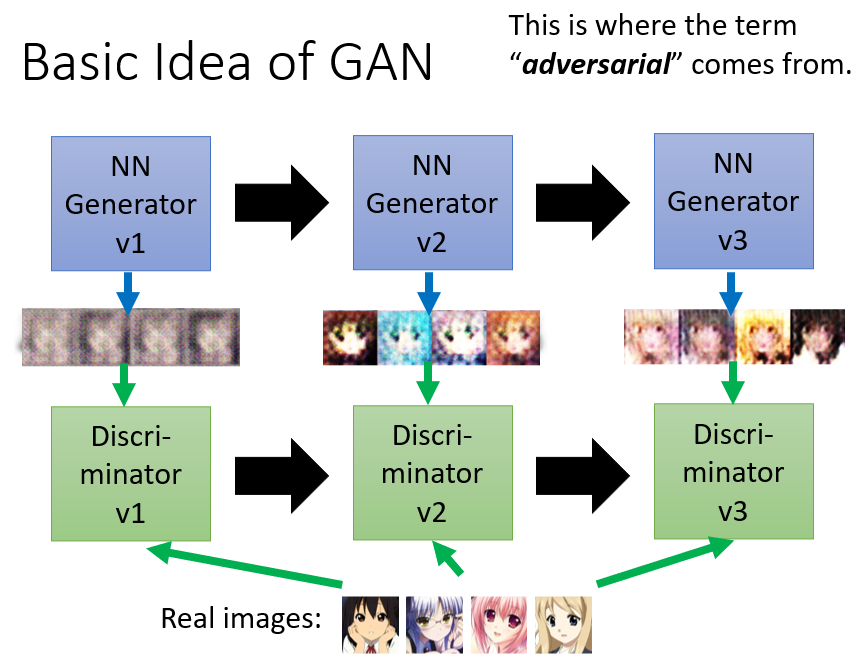 Basic Idea of GAN
This is where the term
“adversarial” comes from.
NN
Generator
v1
NN
Generator
v2
NN
Generator
v3
Discri-
minator
v1
Discri-
minator
v2
Discri-
minator
v3
Real images: